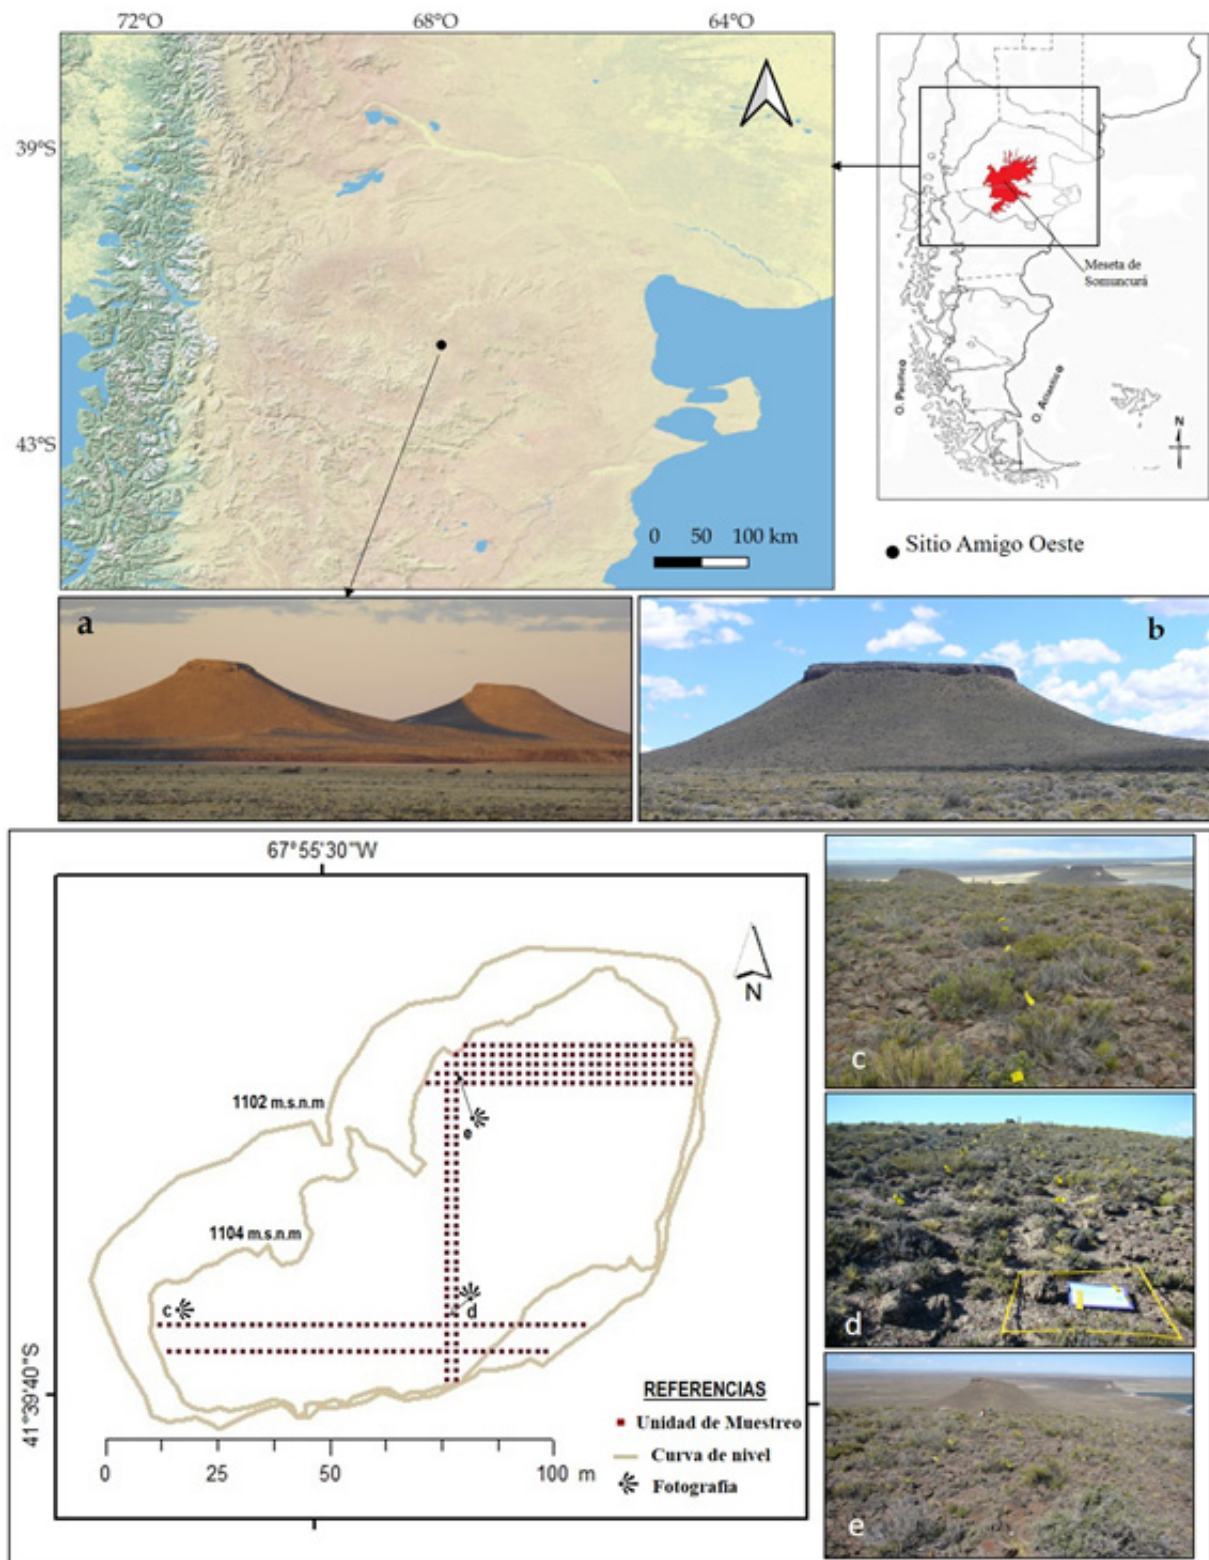 72°O 68°O 64°O
39°S
43°S
0 50 100 km
Meseta de
Somuncurá
O. Pacífico
O. Atlántico
N
Sitio Amigo Oeste
a
b
67°55'30"W
N
1102 m.s.n.m
e
1104 m.s.n.m
c
d
41°39'40"S
REFERENCIAS
Unidad de Muestreo
Curva de nivel
Fotografía
0 25 50 100 m
c
d
e